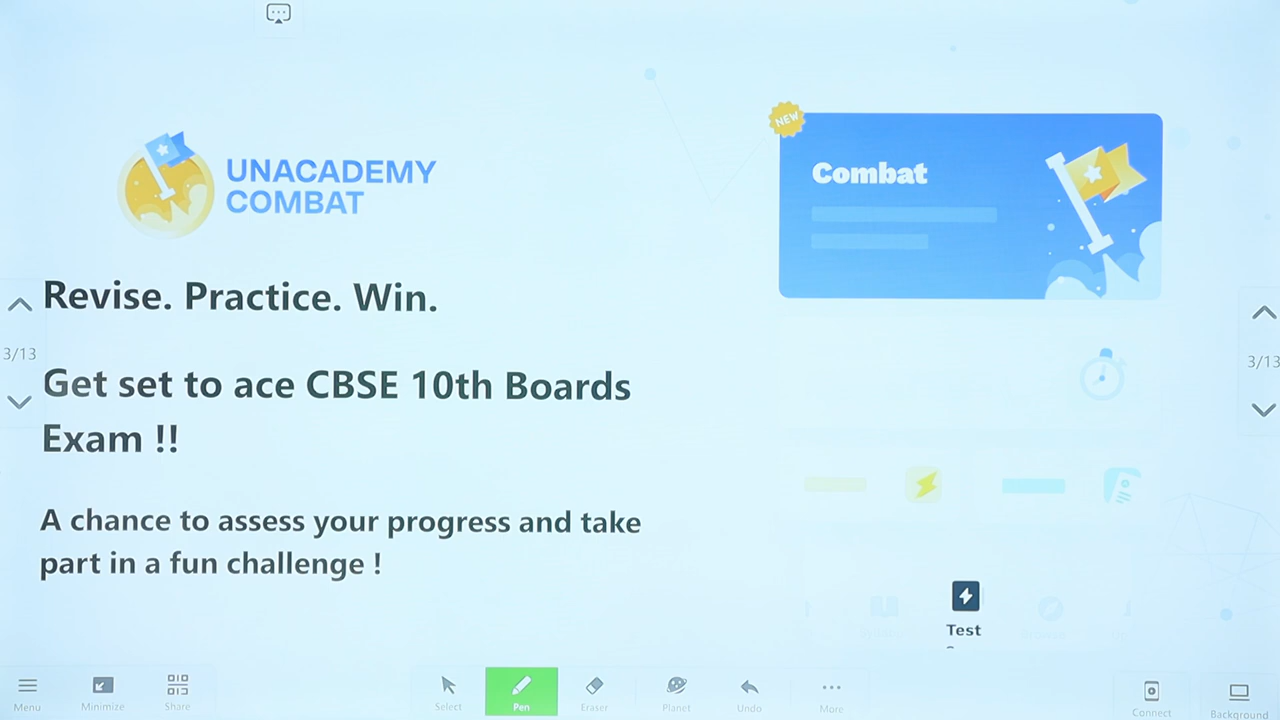 UNACADEMY
COMBAT
NEW
Combat
Revise. Practice. Win.
3/13
3/13
Get set to ace CBSE 10th Boards
Exam !!
A chance to assess your progress and take
part in a fun challenge !
Test
Menu
Minimize
Share
Select
Pen
Eraser
Planet
Undo
More
Connect
Background